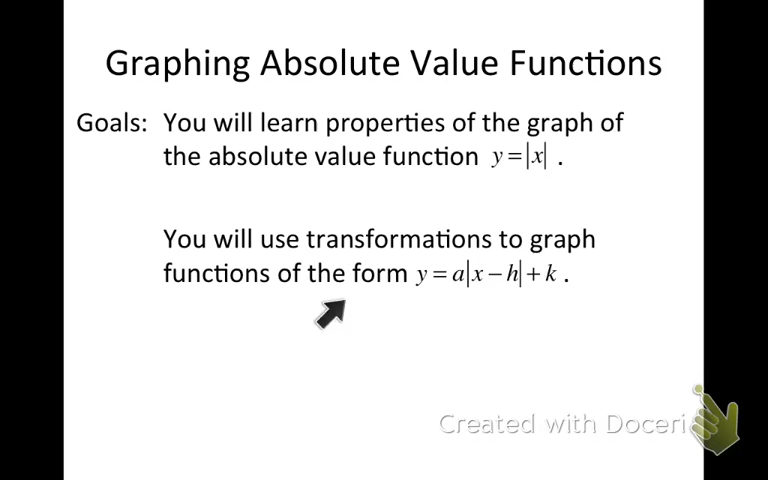 Graphing Absolute Value Functions
Goals: You will learn properties of the graph of
the absolute value function y=|x| .
You will use transformations to graph
functions of the form y = a|x − h| + k .
Created with Doceri